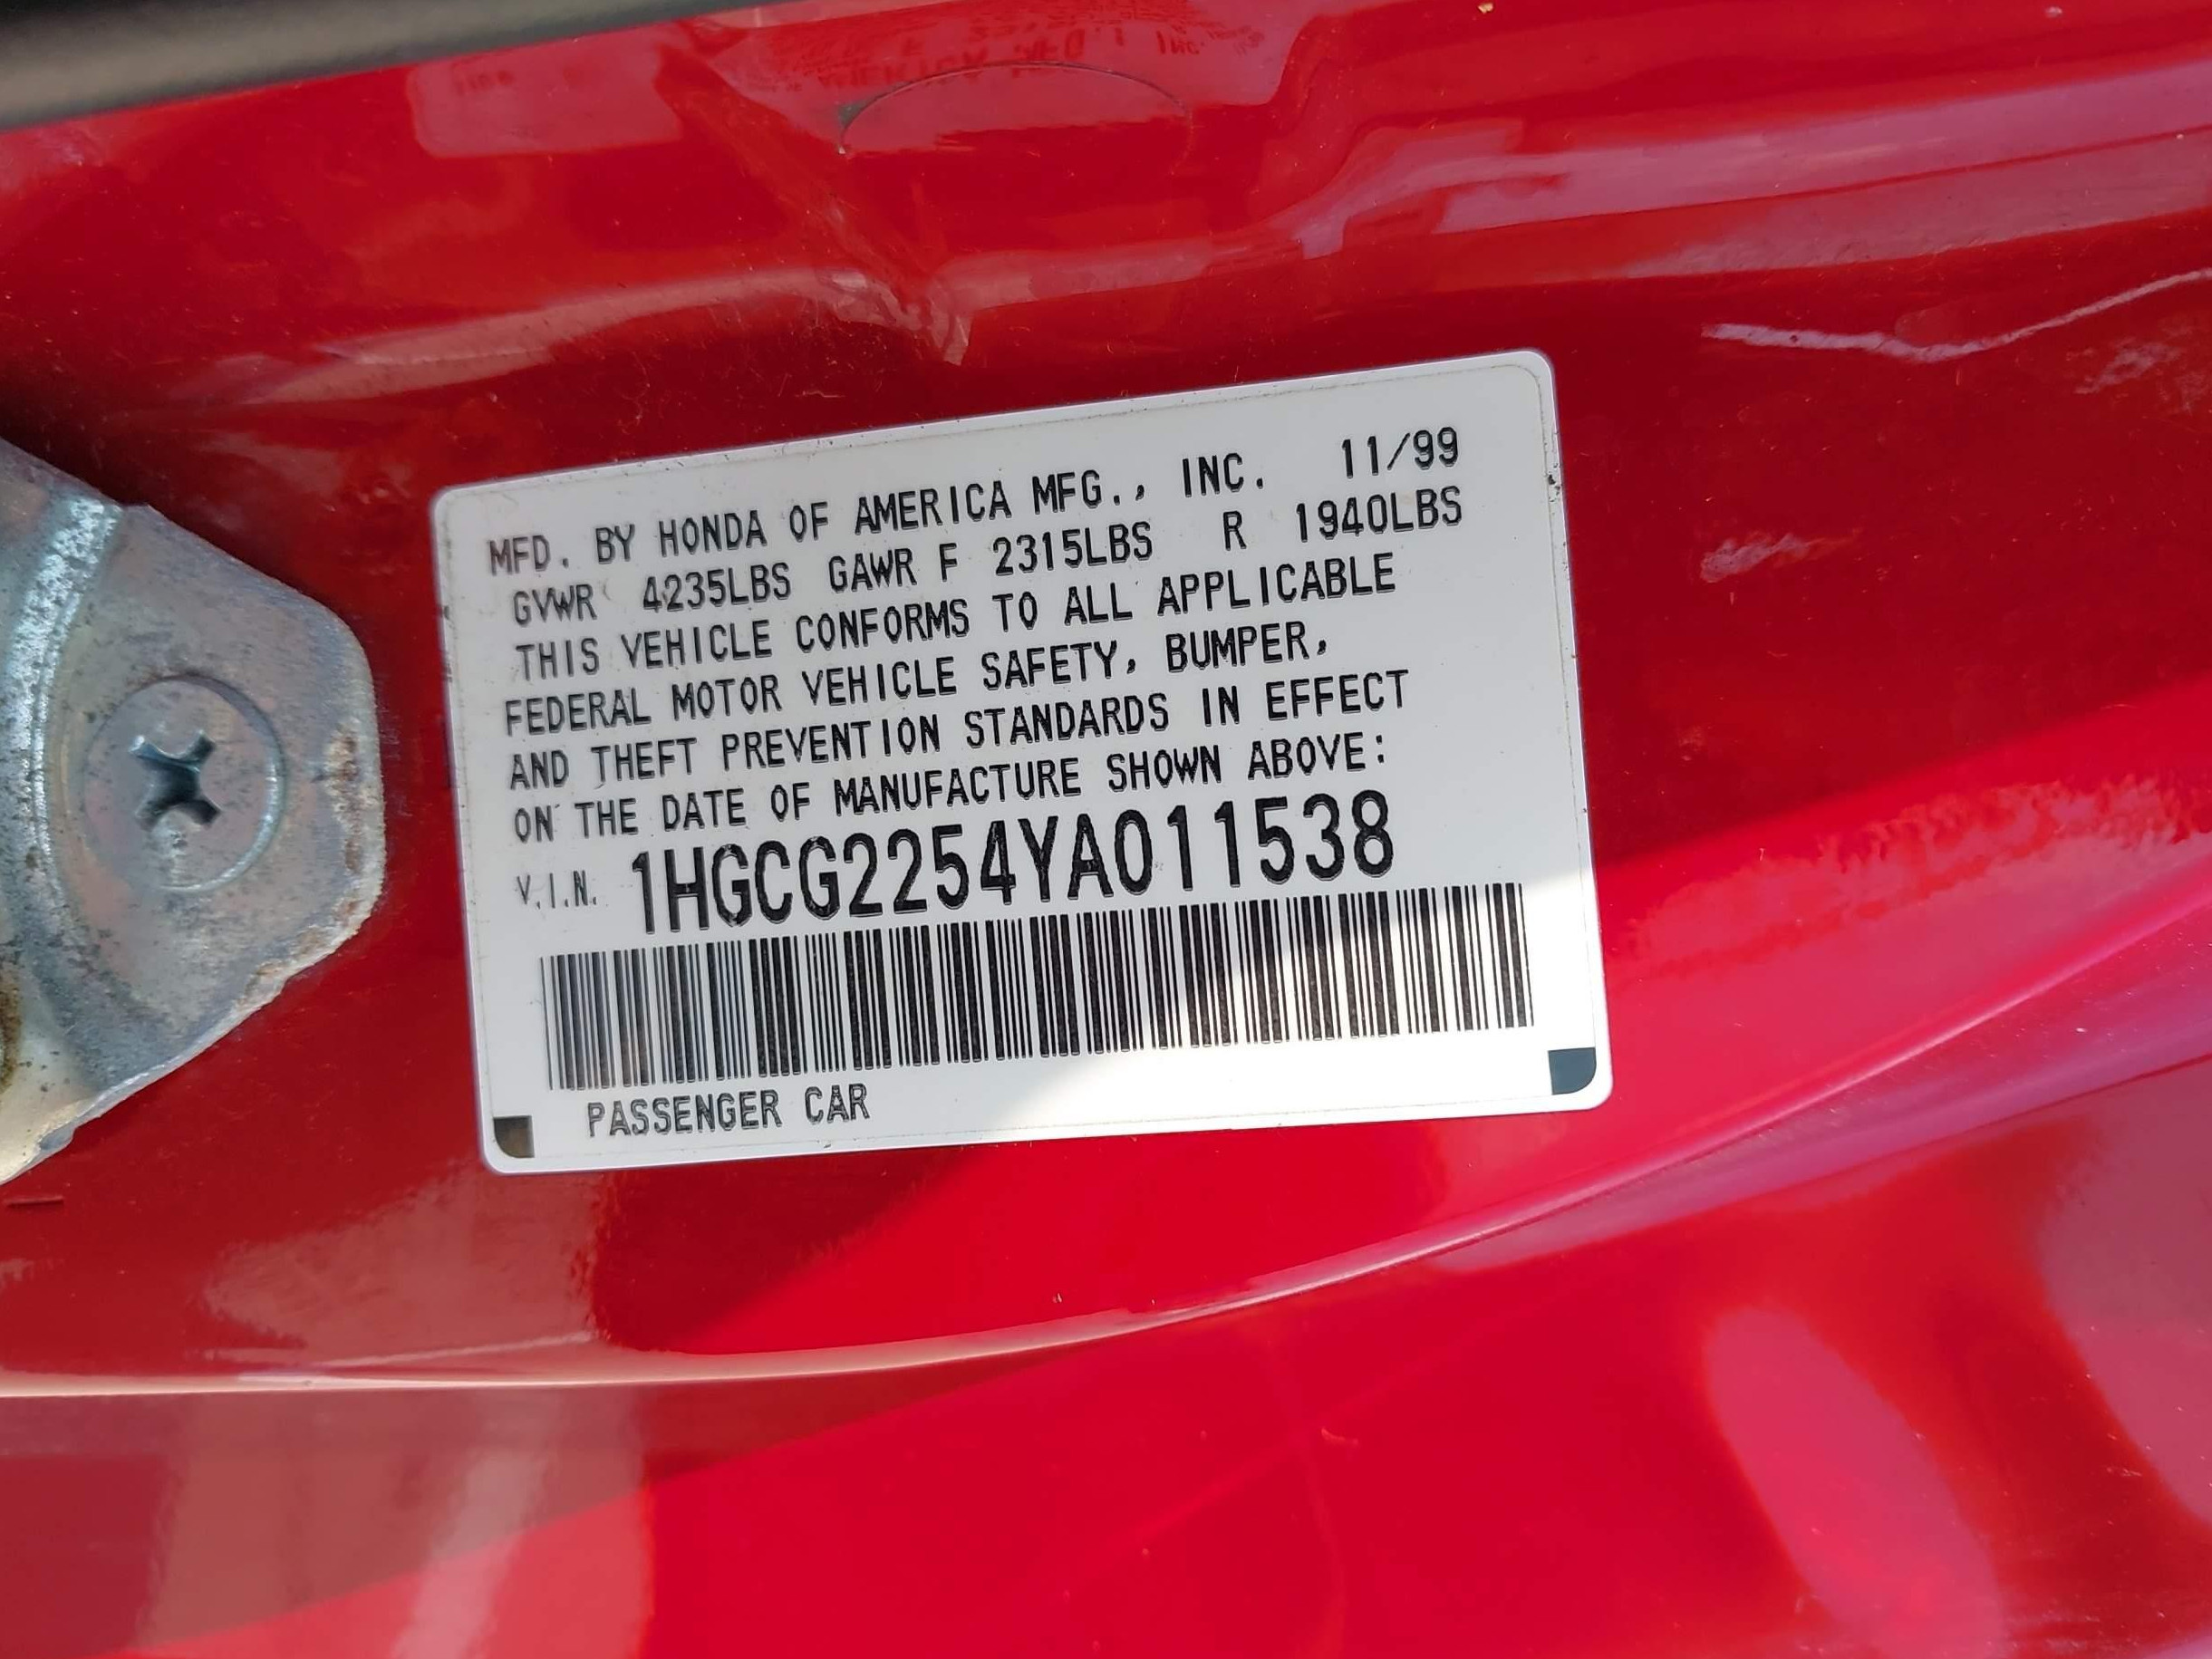 MFD. BY HONDA OF AMERICA MFG., INC. 11/99
GVWR 4235LBS GAWR F 2315LBS R 1940LBS
THIS VEHICLE CONFORMS TO ALL APPLICABLE
FEDERAL MOTOR VEHICLE SAFETY, BUMPER,
AND THEFT PREVENTION STANDARDS IN EFFECT
ON THE DATE OF MANUFACTURE SHOWN ABOVE:
V.I.N. 1HGCG2254YA011538
PASSENGER CAR